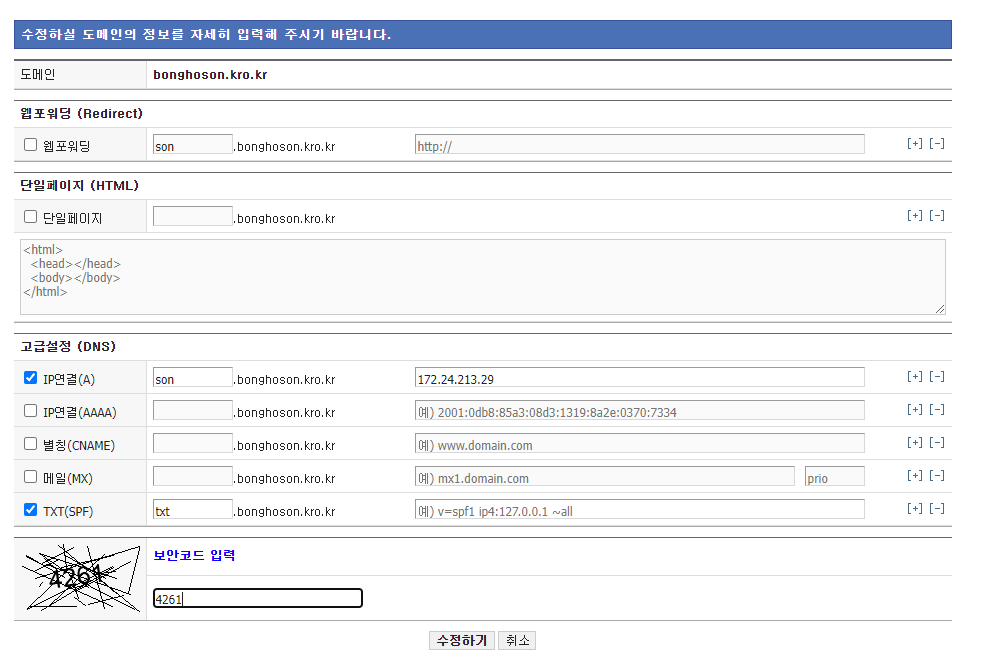 수정하실 도메인의 정보를 자세히 입력해 주시기 바랍니다.
도메인 bonghoson.kro.kr
웹포워딩 (Redirect)
웹포워딩 son .bonghoson.kro.kr http:// [+] [-]
단일페이지 (HTML)
단일페이지 .bonghoson.kro.kr [+] [-]
<html>
<head></head>
<body></body>
</html>
고급설정 (DNS)
IP연결(A) son .bonghoson.kro.kr 172.24.213.29 [+] [-]
IP연결(AAAA) .bonghoson.kro.kr 예) 2001:0db8:85a3:08d3:1319:8a2e:0370:7334 [+] [-]
별칭(CNAME) .bonghoson.kro.kr 예) www.domain.com [+] [-]
메일(MX) .bonghoson.kro.kr 예) mx1.domain.com prio [+] [-]
TXT(SPF) txt .bonghoson.kro.kr 예) v=spf1 ip4:127.0.0.1 ~all [+] [-]
4261 보안코드 입력
4261
수정하기 취소